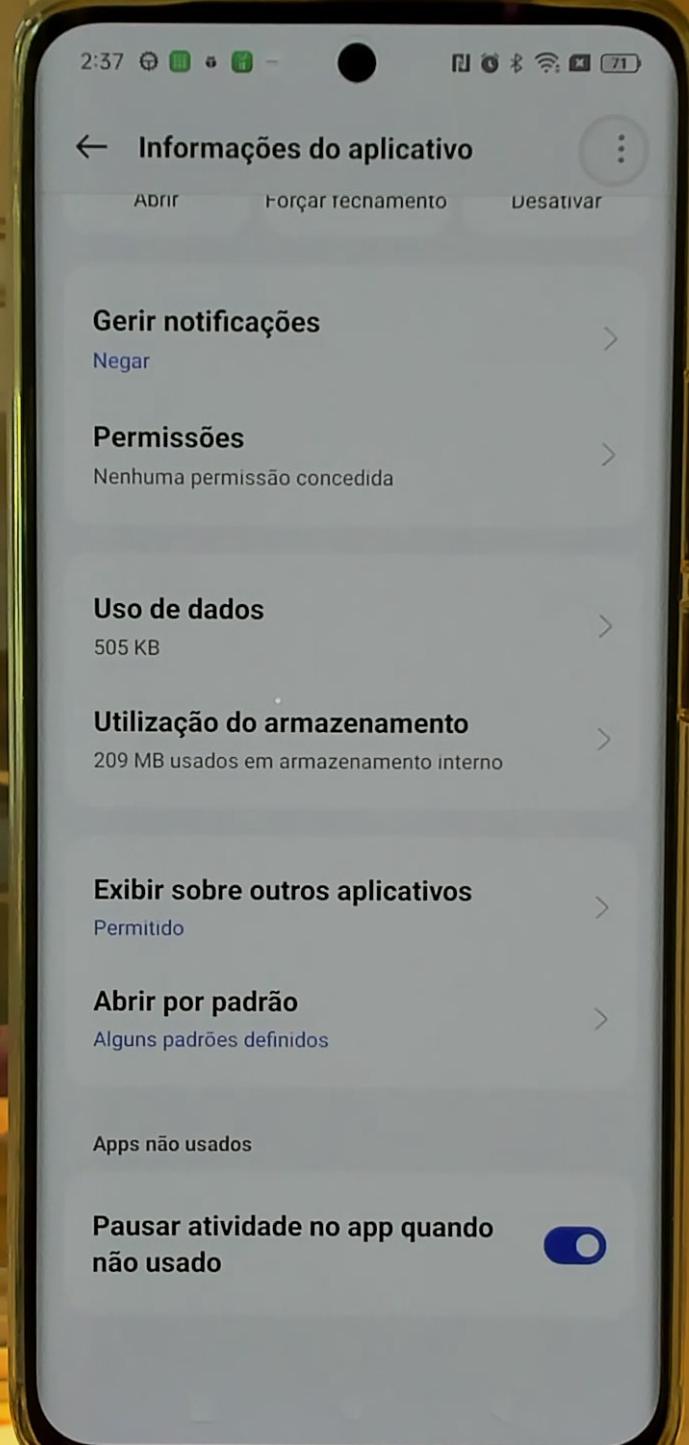 2:37 71
Informações do aplicativo
Abrir Forçar fechamento Desativar
Gerir notificações
Negar
Permissões
Nenhuma permissão concedida
Uso de dados
505 KB
Utilização do armazenamento
209 MB usados em armazenamento interno
Exibir sobre outros aplicativos
Permitido
Abrir por padrão
Alguns padrões definidos
Apps não usados
Pausar atividade no app quando
não usado